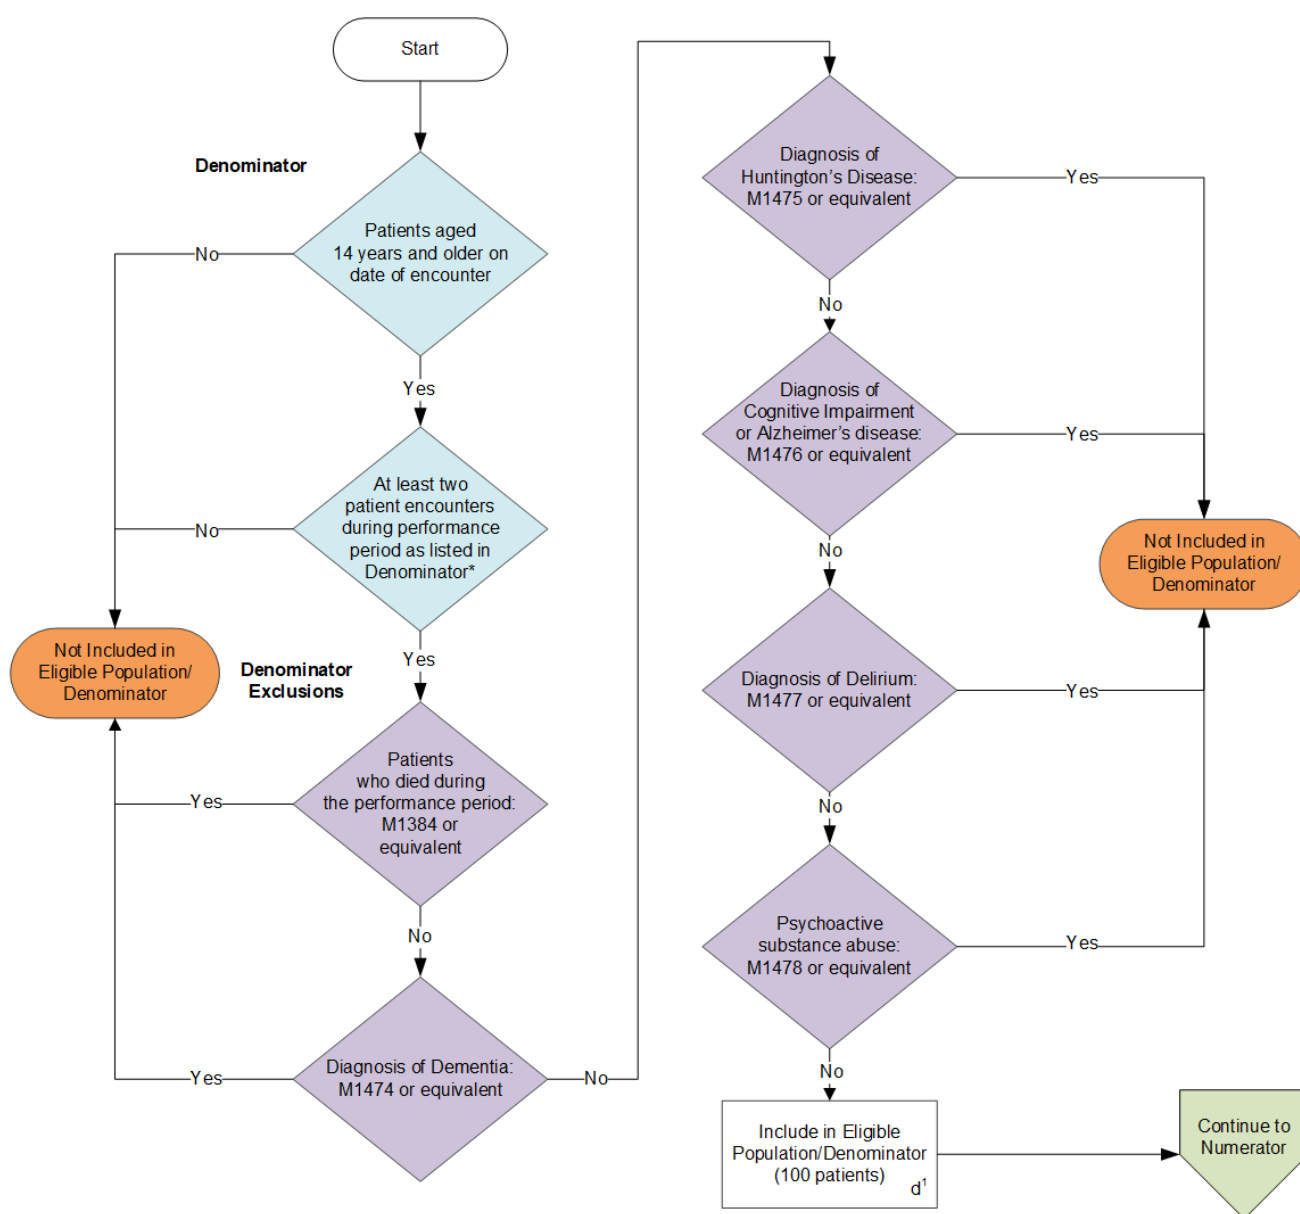 Start
Denominator
Patients aged
14 years and older on
date of encounter
No
Yes
At least two
patient encounters
during performance
period as listed in
Denominator*
No
Yes
Not Included in
Eligible Population/
Denominator
Denominator
Exclusions
Patients
who died during
the performance period:
M1384 or
equivalent
Yes
No
Diagnosis of Dementia:
M1474 or equivalent
Yes
No
Diagnosis of
Huntington’s Disease:
M1475 or equivalent
Yes
No
Diagnosis of
Cognitive Impairment
or Alzheimer’s disease:
M1476 or equivalent
Yes
No
Not Included in
Eligible Population/
Denominator
Diagnosis of Delirium:
M1477 or equivalent
Yes
No
Psychoactive
substance abuse:
M1478 or equivalent
Yes
No
Include in Eligible
Population/Denominator
(100 patients)
d¹
Continue to
Numerator